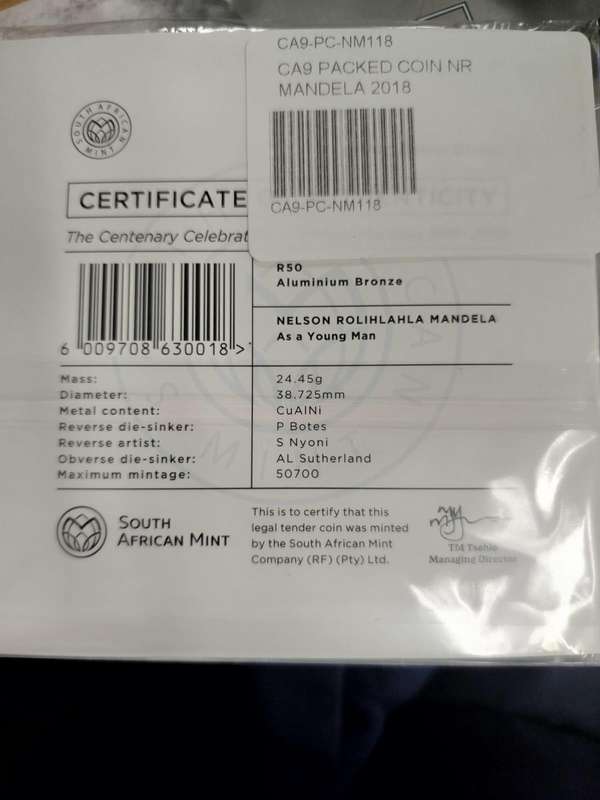 CA9-PC-NM118
CA9 PACKED COIN NR
MANDELA 2018
CA9-PC-NM118
SOUTH AFRICAN MINT
CERTIFICATE
The Centenary Celebrat
6 009708 630018 >
R50
Aluminium Bronze
NELSON ROLIHLAHLA MANDELA
As a Young Man
Mass: 24.45g
Diameter: 38.725mm
Metal content: CuAlNi
Reverse die-sinker: P Botes
Reverse artist: S Nyoni
Obverse die-sinker: AL Sutherland
Maximum mintage: 50700
SOUTH
AFRICAN MINT
This is to certify that this
legal tender coin was minted
by the South African Mint
Company (RF) (Pty) Ltd.
TM Tsehlo
Managing Director